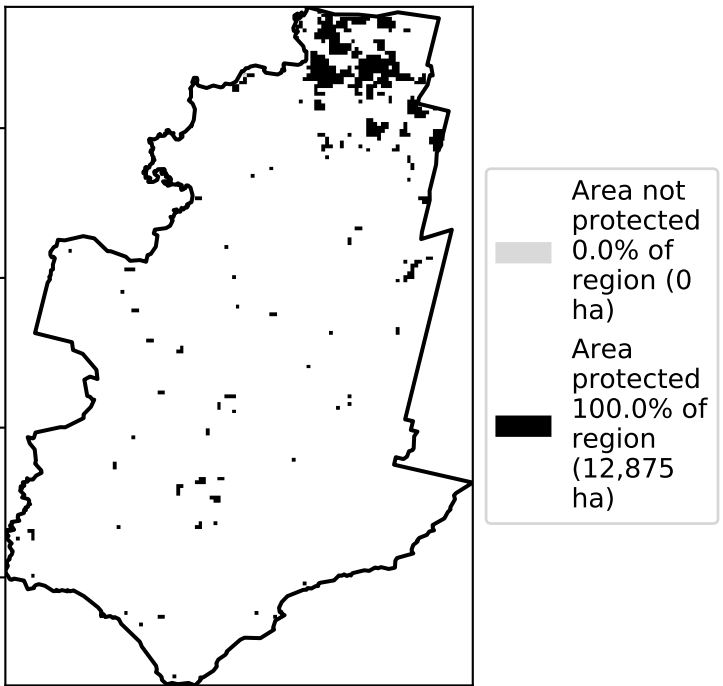 Area not
protected
0.0% of
region (0
ha)
Area
protected
100.0% of
region
(12,875
ha)